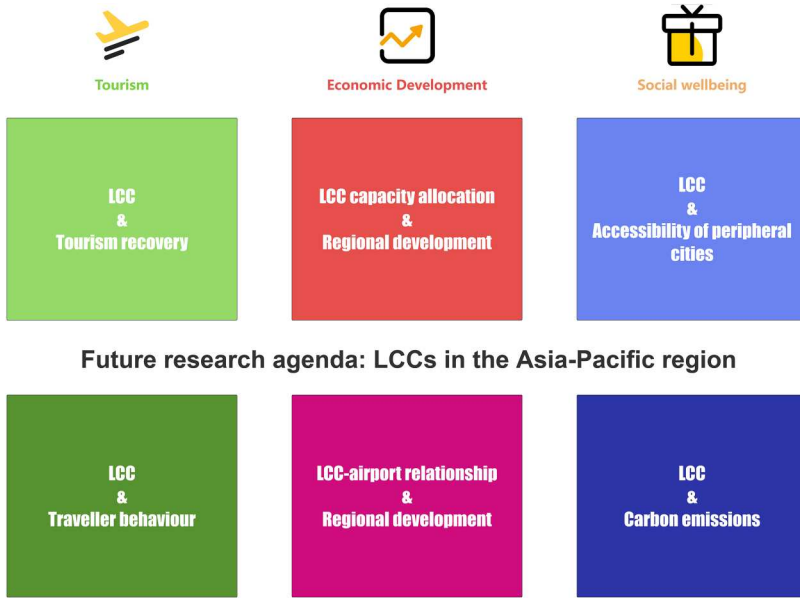 Tourism
Economic Development
Social wellbeing
LCC
&
Tourism recovery
LCC capacity allocation
&
Regional development
LCC
&
Accessibility of peripheral
cities
Future research agenda: LCCs in the Asia-Pacific region
LCC
&
Traveller behaviour
LCC-airport relationship
&
Regional development
LCC
&
Carbon emissions